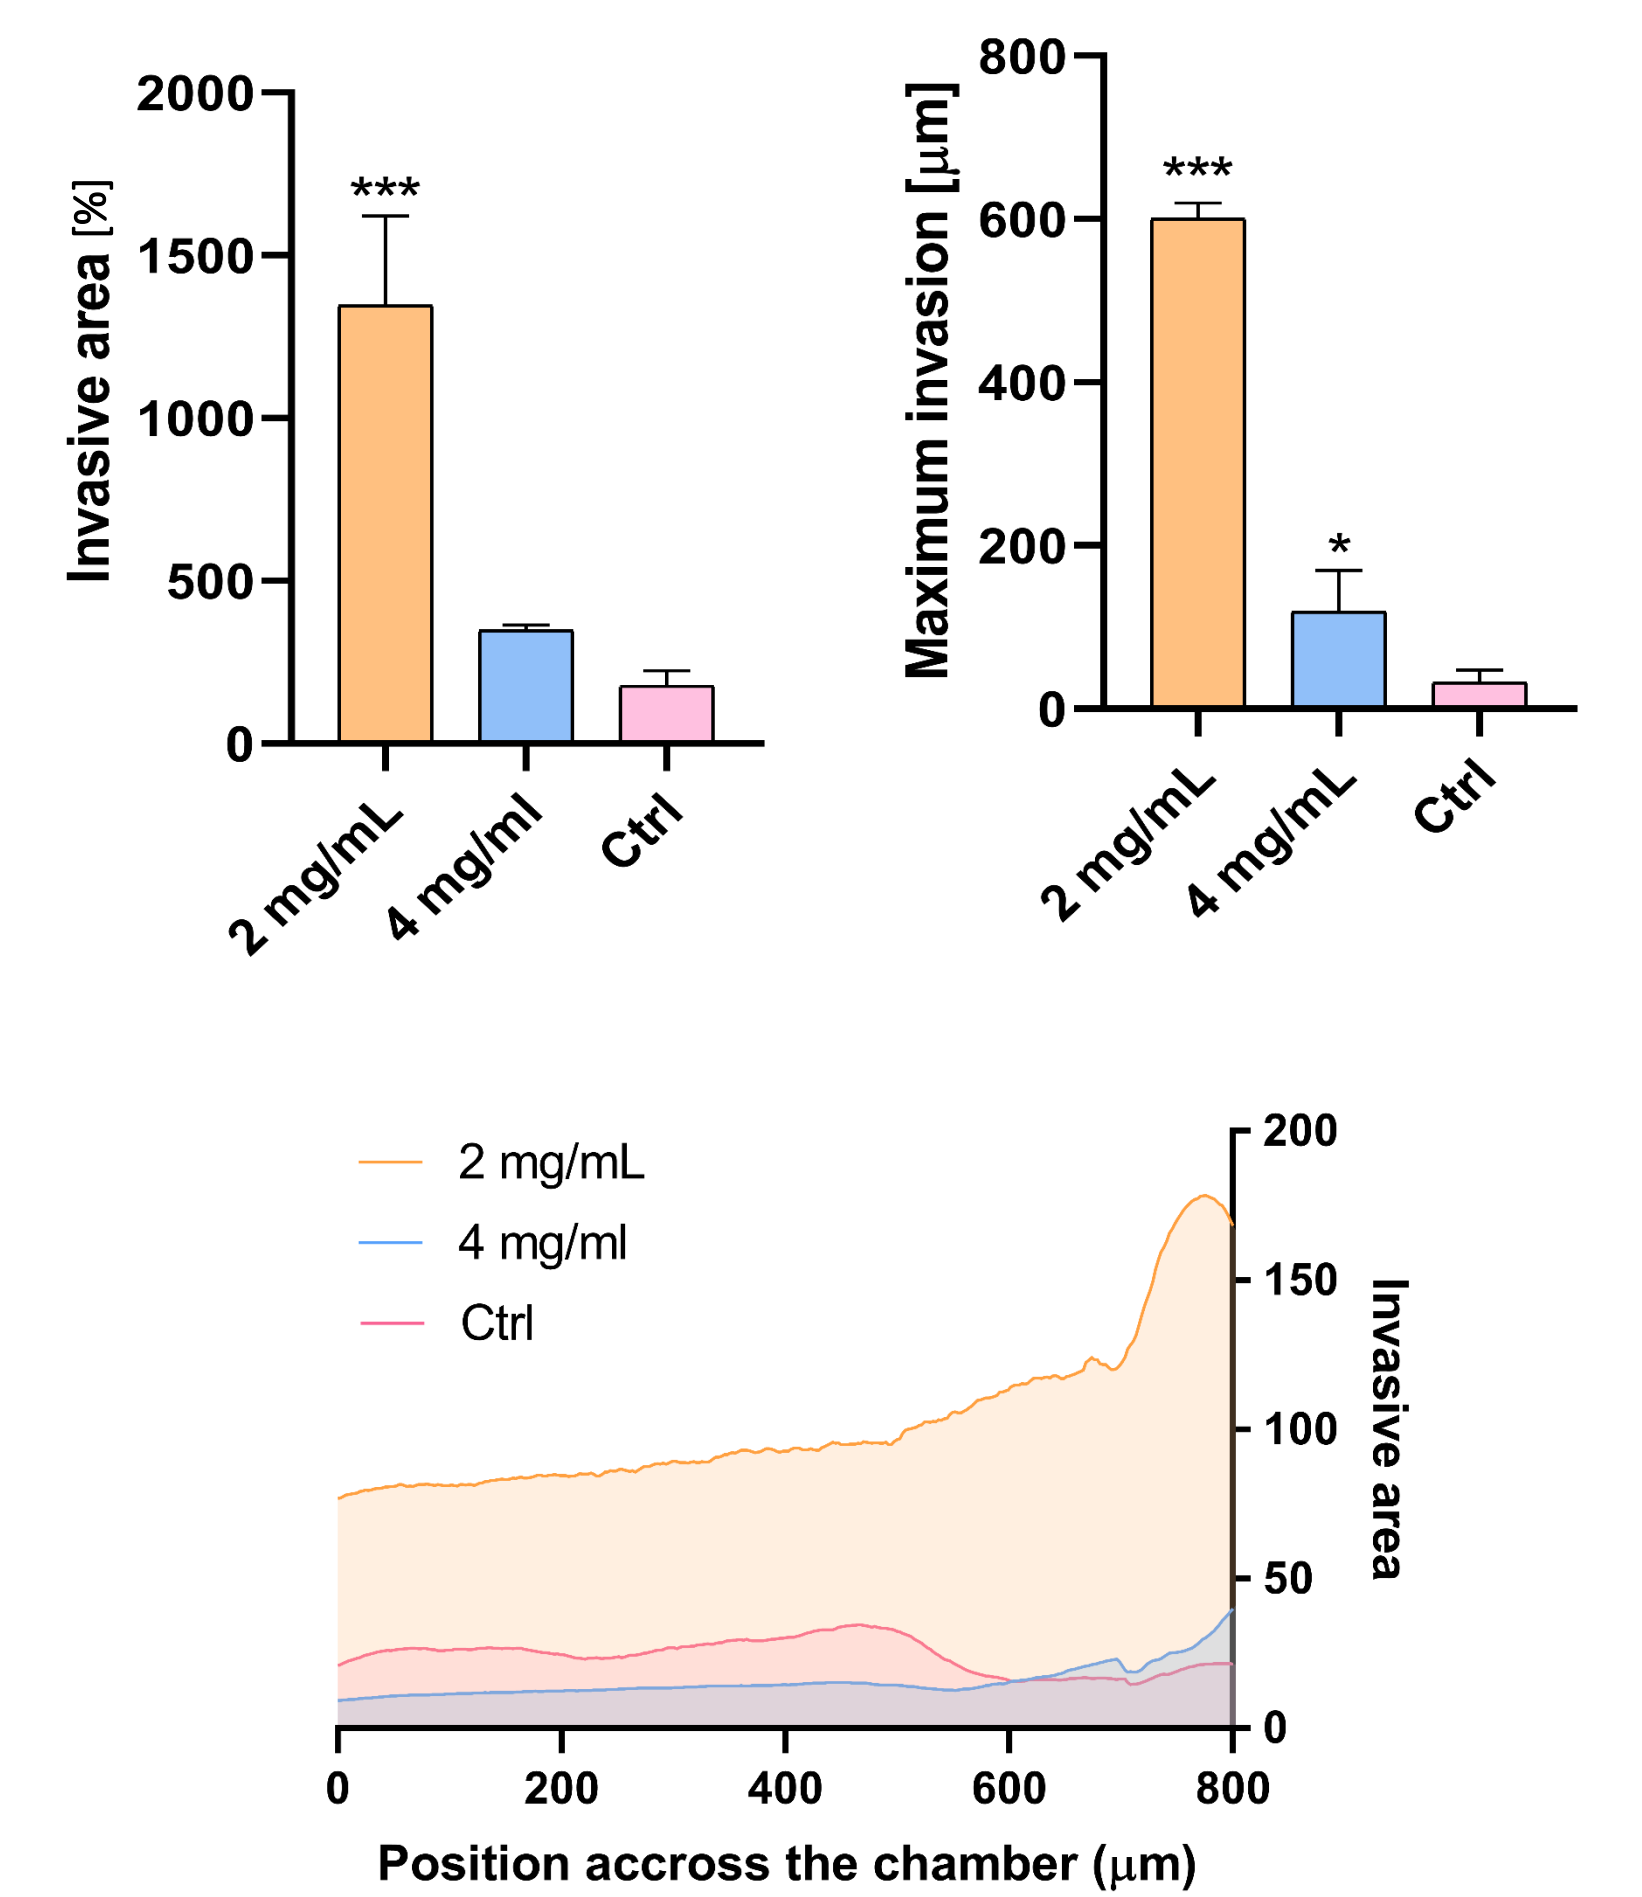 Invasive area [%]
2000
1500
1000
500
0
***
2 mg/mL
4 mg/ml
Ctrl
Maximum invasion [μm]
800
600
400
200
0
***
*
2 mg/mL
4 mg/mL
Ctrl
2 mg/mL
4 mg/ml
Ctrl
200
150
100
50
0
Invasive area
0 200 400 600 800
Position accross the chamber (μm)